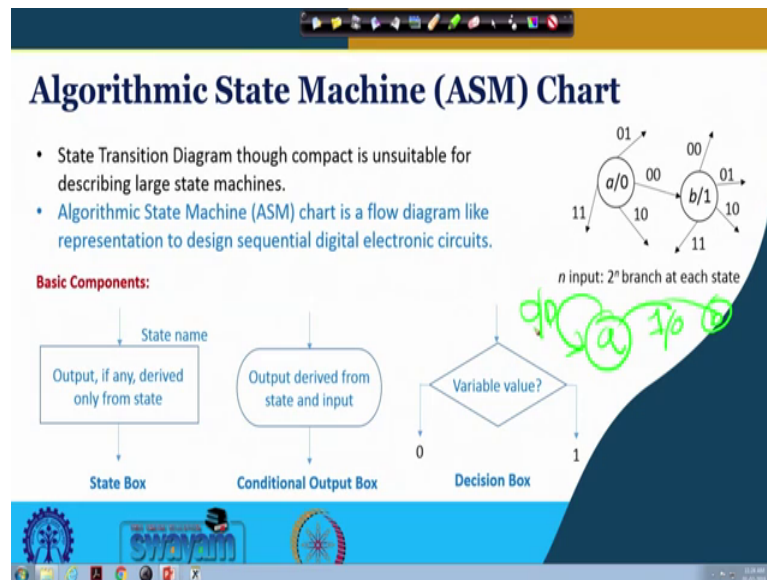 Algorithmic State Machine (ASM) Chart
• State Transition Diagram though compact is unsuitable for
describing large state machines.
• Algorithmic State Machine (ASM) chart is a flow diagram like
representation to design sequential digital electronic circuits.
01
00
a/0
00
b/1
01
10
11
10
11
n input: 2ⁿ branch at each state
Basic Components:
a
1/0
b
State name
Output, if any, derived
only from state
Output derived from
state and input
Variable value?
0
1
State Box
Conditional Output Box
Decision Box
swayam